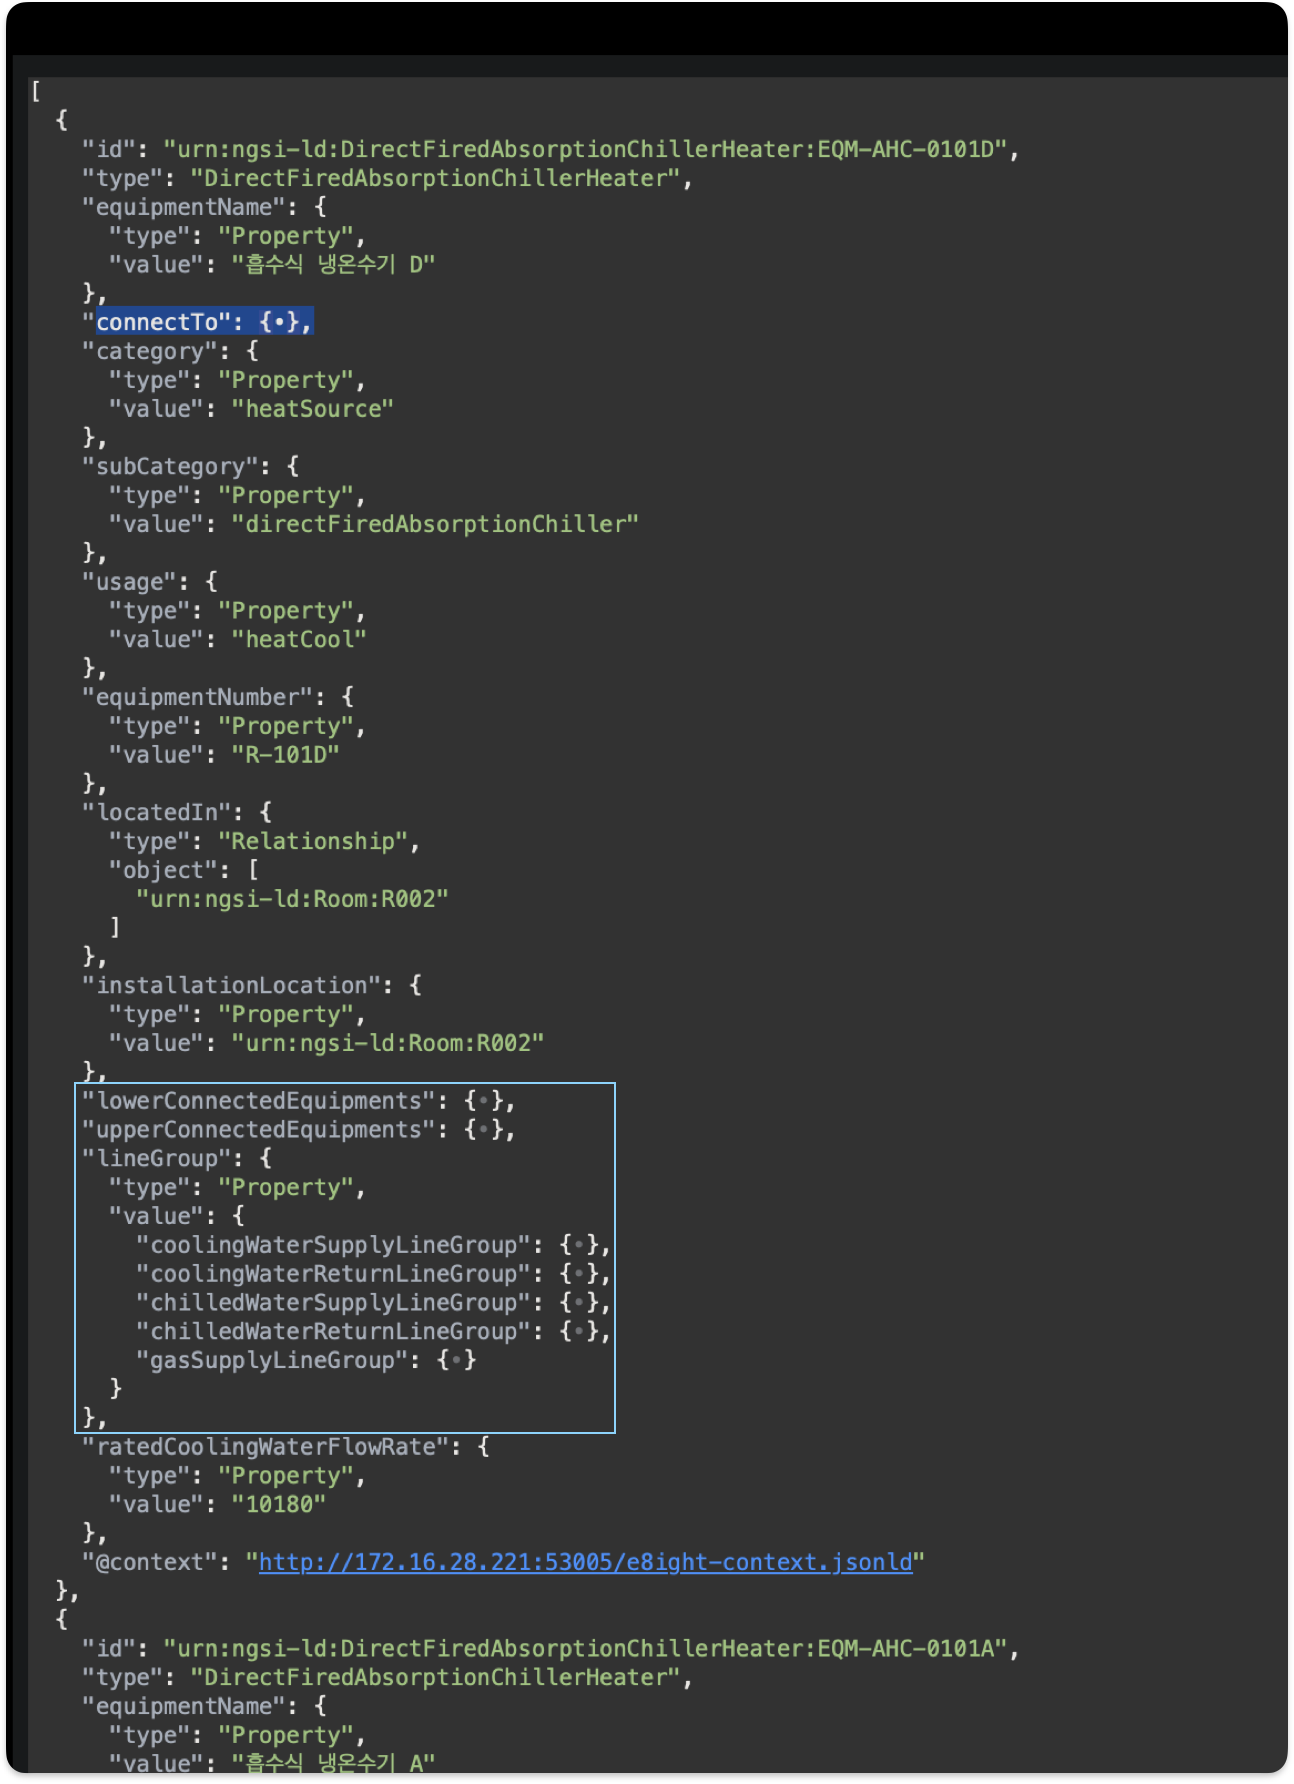 [
  {
    "id": "urn:ngsi-ld:DirectFiredAbsorptionChillerHeater:EQM-AHC-0101D",
    "type": "DirectFiredAbsorptionChillerHeater",
    "equipmentName": {
      "type": "Property",
      "value": "흡수식 냉온수기 D"
    },
    "connectTo": {•},
    "category": {
      "type": "Property",
      "value": "heatSource"
    },
    "subCategory": {
      "type": "Property",
      "value": "directFiredAbsorptionChiller"
    },
    "usage": {
      "type": "Property",
      "value": "heatCool"
    },
    "equipmentNumber": {
      "type": "Property",
      "value": "R-101D"
    },
    "locatedIn": {
      "type": "Relationship",
      "object": [
        "urn:ngsi-ld:Room:R002"
      ]
    },
    "installationLocation": {
      "type": "Property",
      "value": "urn:ngsi-ld:Room:R002"
    },
    "lowerConnectedEquipments": {•},
    "upperConnectedEquipments": {•},
    "lineGroup": {
      "type": "Property",
      "value": {
        "coolingWaterSupplyLineGroup": {•},
        "coolingWaterReturnLineGroup": {•},
        "chilledWaterSupplyLineGroup": {•},
        "chilledWaterReturnLineGroup": {•},
        "gasSupplyLineGroup": {•}
      }
    },
    "ratedCoolingWaterFlowRate": {
      "type": "Property",
      "value": "10180"
    },
    "@context": "http://172.16.28.221:53005/e8ight-context.jsonld"
  },
  {
    "id": "urn:ngsi-ld:DirectFiredAbsorptionChillerHeater:EQM-AHC-0101A",
    "type": "DirectFiredAbsorptionChillerHeater",
    "equipmentName": {
      "type": "Property",
      "value": "흡수식 냉온수기 A"